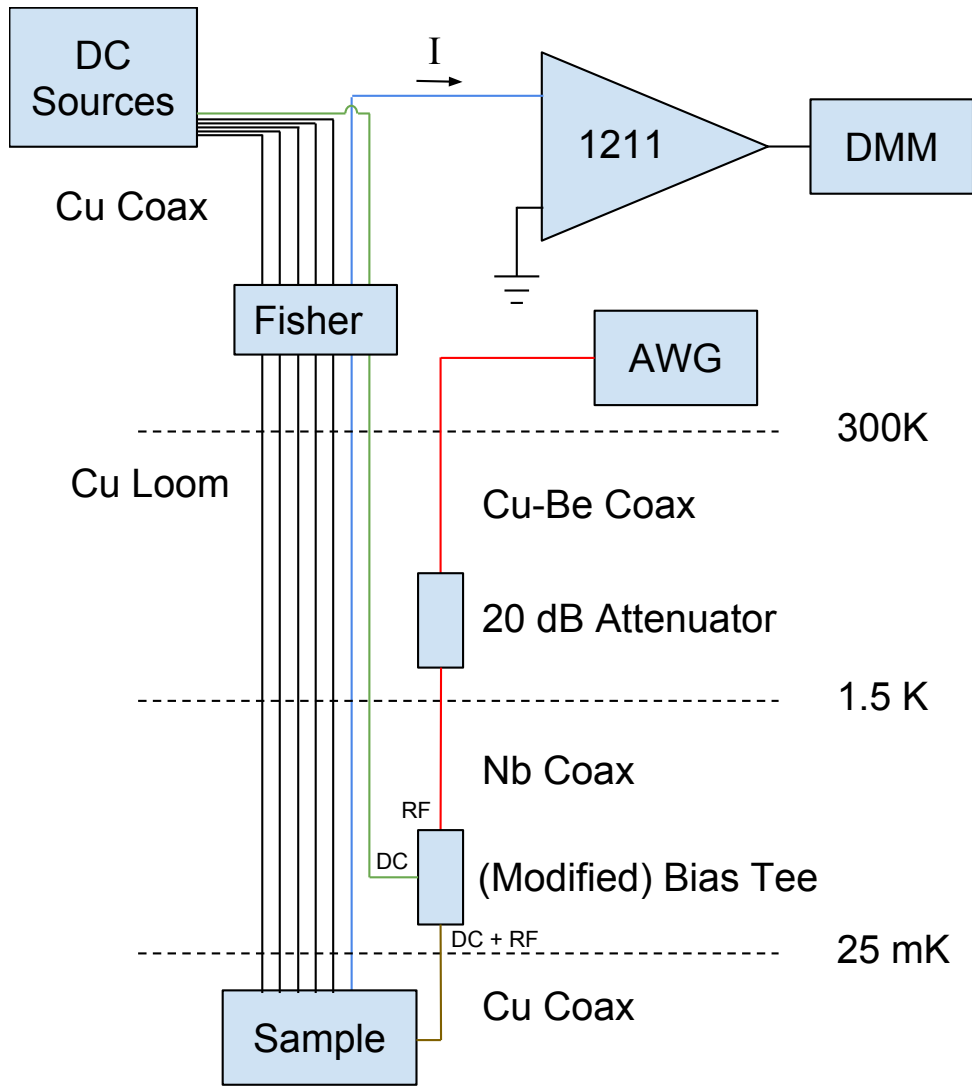 DC
Sources
I
1211
DMM
Cu Coax
Fisher
AWG
300K
Cu Loom
Cu-Be Coax
20 dB Attenuator
1.5 K
Nb Coax
RF
DC
(Modified) Bias Tee
DC + RF
25 mK
Cu Coax
Sample